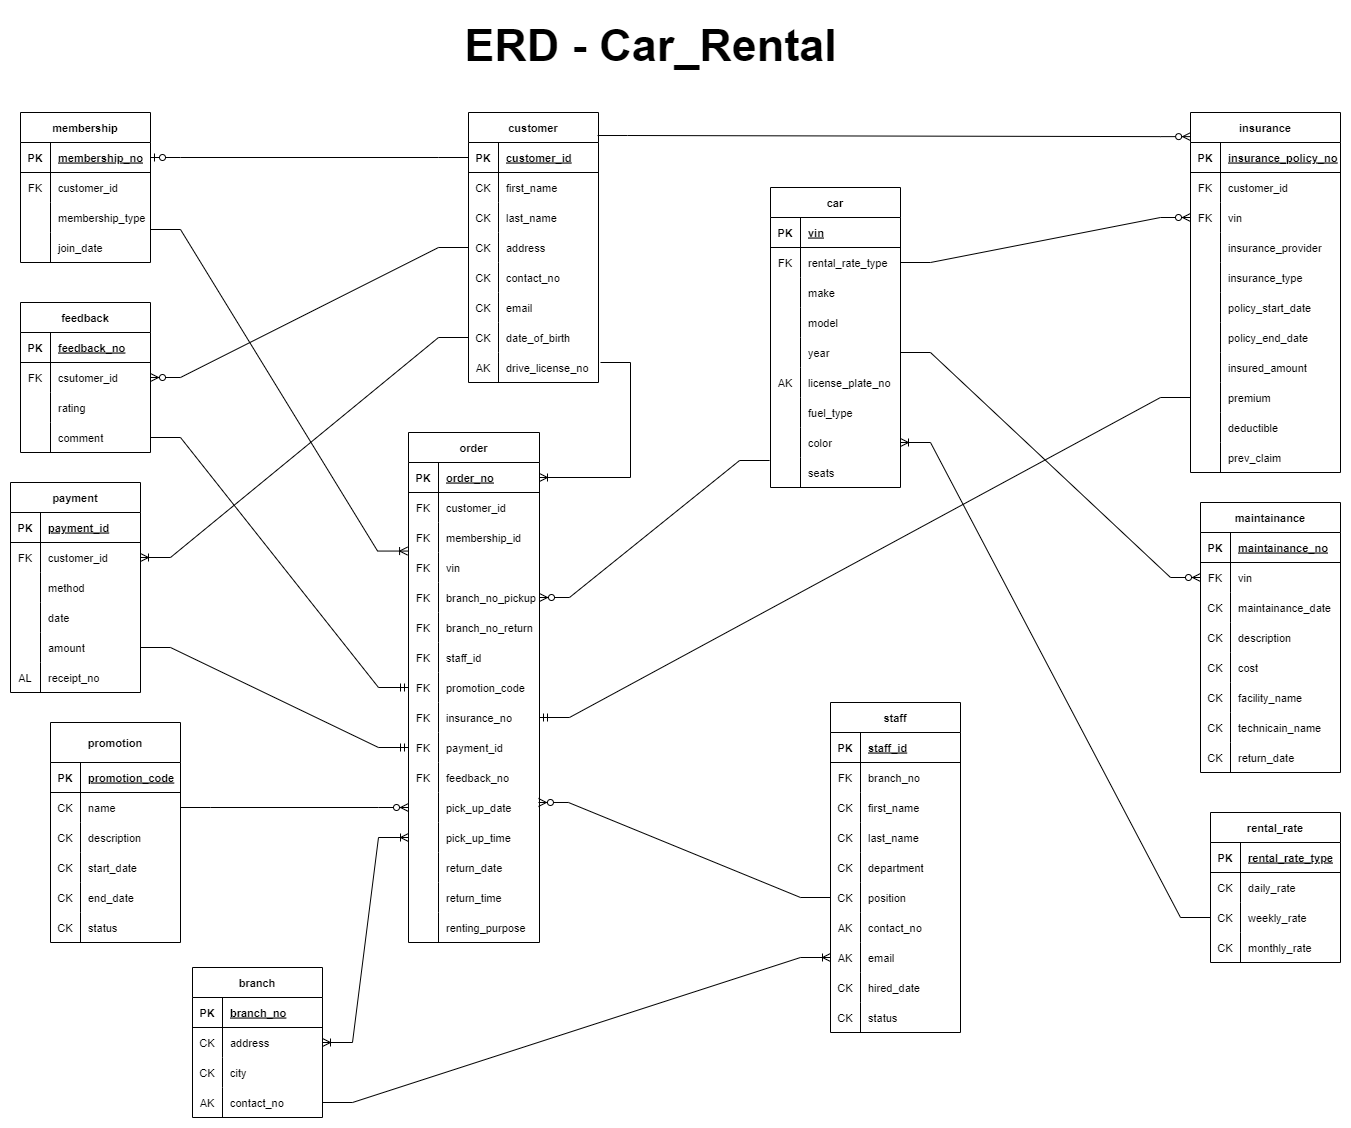 ERD - Car_Rental
membership
PK membership_no
FK customer_id
membership_type
join_date
feedback
PK feedback_no
FK csutomer_id
rating
comment
payment
PK payment_id
FK customer_id
method
date
amount
AL receipt_no
promotion
PK promotion_code
CK name
CK description
CK start_date
CK end_date
CK status
branch
PK branch_no
CK address
CK city
AK contact_no
customer
PK customer_id
CK first_name
CK last_name
CK address
CK contact_no
CK email
CK date_of_birth
AK drive_license_no
order
PK order_no
FK customer_id
FK membership_id
FK vin
FK branch_no_pickup
FK branch_no_return
FK staff_id
FK promotion_code
FK insurance_no
FK payment_id
FK feedback_no
pick_up_date
pick_up_time
return_date
return_time
renting_purpose
car
PK vin
FK rental_rate_type
make
model
year
AK license_plate_no
fuel_type
color
seats
staff
PK staff_id
FK branch_no
CK first_name
CK last_name
CK department
CK position
AK contact_no
AK email
CK hired_date
CK status
insurance
PK insurance_policy_no
FK customer_id
FK vin
insurance_provider
insurance_type
policy_start_date
policy_end_date
insured_amount
premium
deductible
prev_claim
maintainance
PK maintainance_no
FK vin
CK maintainance_date
CK description
CK cost
CK facility_name
CK technicain_name
CK return_date
rental_rate
PK rental_rate_type
CK daily_rate
CK weekly_rate
CK monthly_rate